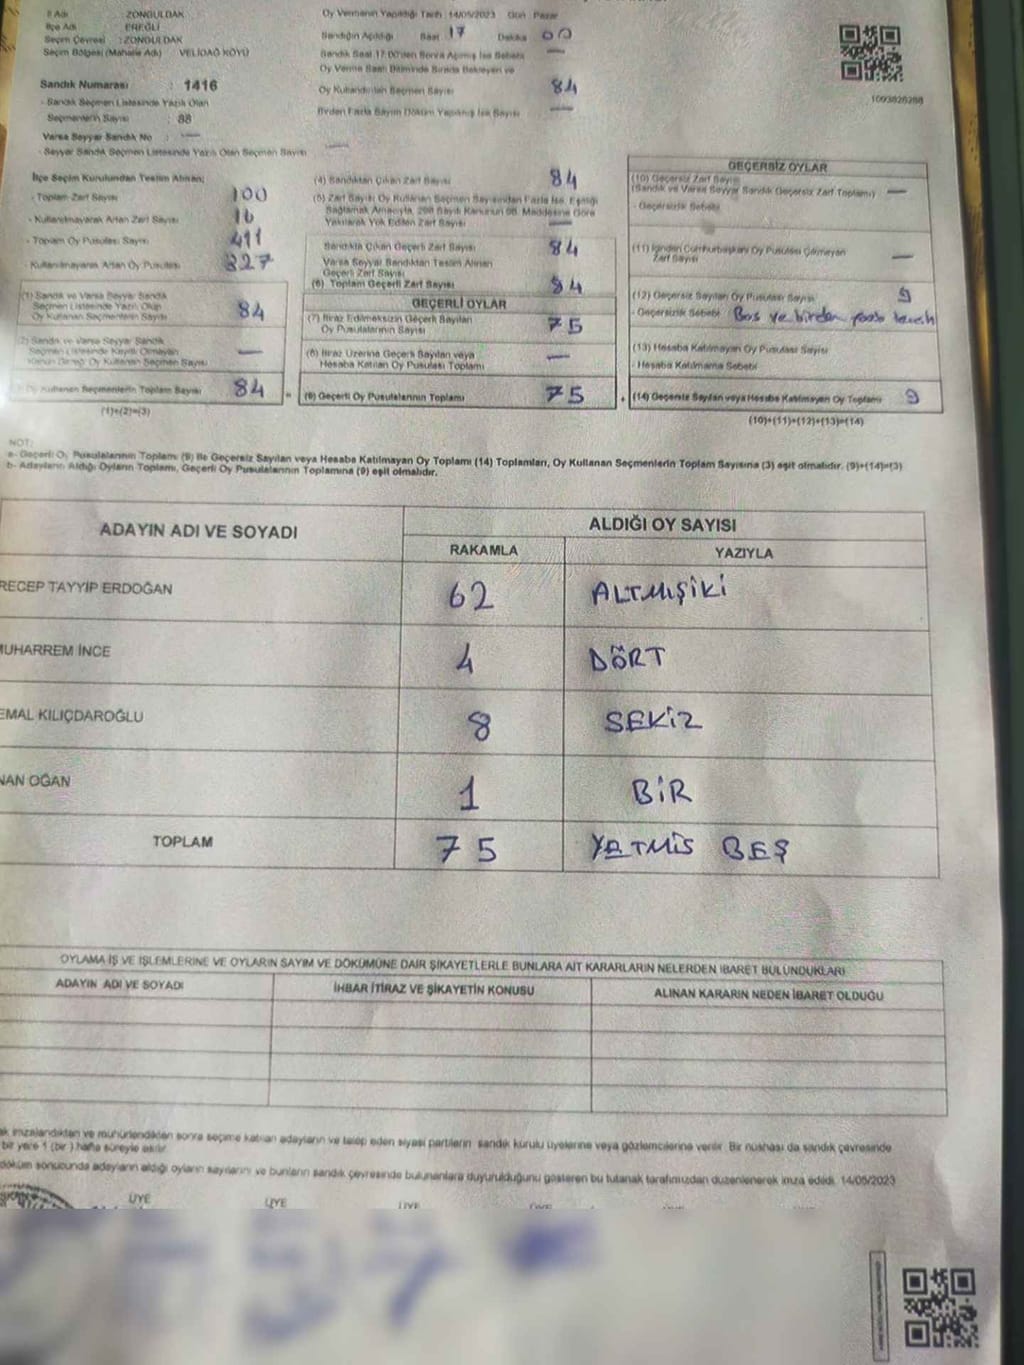 İl Adı : ZONGULDAK
İlçe Adı : EREĞLİ
Seçim Çevresi : ZONGULDAK
Seçim Bölgesi (Mahalle Adı) : VELİDAĞ KÖYÜ
Sandık Numarası : 1416
- Sandık Seçmen Listesinde Yazılı Olan
Seçmenlerin Sayısı : 88
Varsa Seyyar Sandık No : —
- Seyyar Sandık Seçmen Listesinde Yazılı Olan Seçmen Sayısı —
Oy Vermenin Yapıldığı Tarih : 14/05/2023 Gün Pazar
Sandığın Açıldığı Saat 17 Dakika 00
Sandık Saat 17.00'den Sonra Açılmış İse Sebebi —
Oy Verme Saati Bitiminde Sırada Bekleyen ve
Oy Kullandırılan Seçmen Sayısı 84
Birden Fazla Sayım Döküm Yapılmış İse Sayısı —
1093828288
İlçe Seçim Kurulundan Teslim Alınan;
- Toplam Zarf Sayısı 100
- Kullanılmayarak Artan Zarf Sayısı 16
- Toplam Oy Pusulası Sayısı 411
- Kullanılmayarak Artan Oy Pusulası 327
(1) Sandık ve Varsa Seyyar Sandık
Seçmen Listesinde Yazılı Olup
Oy Kullanan Seçmenlerin Sayısı 84
(2) Sandık ve Varsa Seyyar Sandık
Seçmen Listesinde Kayıtlı Olmayan
Kanun Gereği Oy Kullanan Seçmen Sayısı —
Oy Kullanan Seçmenlerin Toplam Sayısı 84 =
(1)+(2)=(3)
(4) Sandıktan Çıkan Zarf Sayısı 84
(5) Zarf Sayısı Oy Kullanan Seçmen Sayısından Fazla İse, Eşitliği
Sağlamak Amacıyla, 298 Sayılı Kanunun 98. Maddesine Göre
Yakılarak Yok Edilen Zarf Sayısı —
Sandıkta Çıkan Geçerli Zarf Sayısı 84
Varsa Seyyar Sandıktan Teslim Alınan
Geçerli Zarf Sayısı
(6) Toplam Geçerli Zarf Sayısı 84
GEÇERLİ OYLAR
(7) İtiraz Edilmeksizin Geçerli Sayılan
Oy Pusulalarının Sayısı 75
(8) İtiraz Üzerine Geçerli Sayılan veya
Hesaba Katılan Oy Pusulası Toplamı —
(9) Geçerli Oy Pusulalarının Toplamı 75 +
GEÇERSİZ OYLAR
(10) Geçersiz Zarf Sayısı
(Sandık ve Varsa Seyyar Sandık Geçersiz Zarf Toplamı) —
- Geçersizlik Sebebi
(11) İçinden Cumhurbaşkanı Oy Pusulası Çıkmayan
Zarf Sayısı —
(12) Geçersiz Sayılan Oy Pusulası Sayısı 9
- Geçersizlik Sebebi Boş ve birden fazla
(13) Hesaba Katılmayan Oy Pusulası Sayısı
- Hesaba Katılmama Sebebi
(14) Geçersiz Sayılan veya Hesaba Katılmayan Oy Toplamı 9
(10)+(11)+(12)+(13)=(14)
NOT:
a- Geçerli Oy Pusulalarının Toplamı (9) ile Geçersiz Sayılan veya Hesaba Katılmayan Oy Toplamı (14) Toplamları, Oy Kullanan Seçmenlerin Toplam Sayısına (3) eşit olmalıdır. (9)+(14)=(3)
b- Adayların Aldığı Oyların Toplamı, Geçerli Oy Pusulalarının Toplamına (9) eşit olmalıdır.
ADAYIN ADI VE SOYADI
ALDIĞI OY SAYISI
RAKAMLA YAZIYLA
RECEP TAYYİP ERDOĞAN 62 ALTMIŞİKİ
MUHARREM İNCE 4 DÖRT
EMAL KILIÇDAROĞLU 8 SEKİZ
NAN OĞAN 1 BİR
TOPLAM 75 YETMİŞ BEŞ
OYLAMA İŞ VE İŞLEMLERİNE VE OYLARIN SAYIM VE DÖKÜMÜNE DAİR ŞİKAYETLERLE BUNLARA AİT KARARLARIN NELERDEN İBARET BULUNDUKLARI
ADAYIN ADI VE SOYADI İHBAR İTİRAZ VE ŞİKAYETİN KONUSU ALINAN KARARIN NEDEN İBARET OLDUĞU
ak imzalandıktan ve mühürlendikten sonra seçime katılan adayların ve talep eden siyasi partilerin sandık kurulu üyelerine veya gözlemcilerine verilir. Bir nüshası da sandık çevresinde
bir yere 1 (bir) hafta süreyle asılır.
döküm sonucunda adayların aldığı oyların sayılarını ve bunların sandık çevresinde bulunanlara duyurulduğunu gösteren bu tutanak tarafımızdan düzenlenerek imza edildi. 14/05/2023
ÜYE ÜYE ÜYE ÜYE